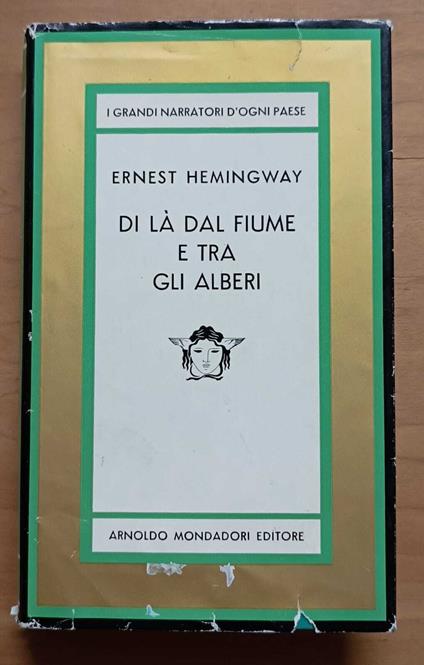 I GRANDI NARRATORI D'OGNI PAESE
ERNEST HEMINGWAY
DI LÀ DAL FIUME
E TRA
GLI ALBERI
ARNOLDO MONDADORI EDITORE